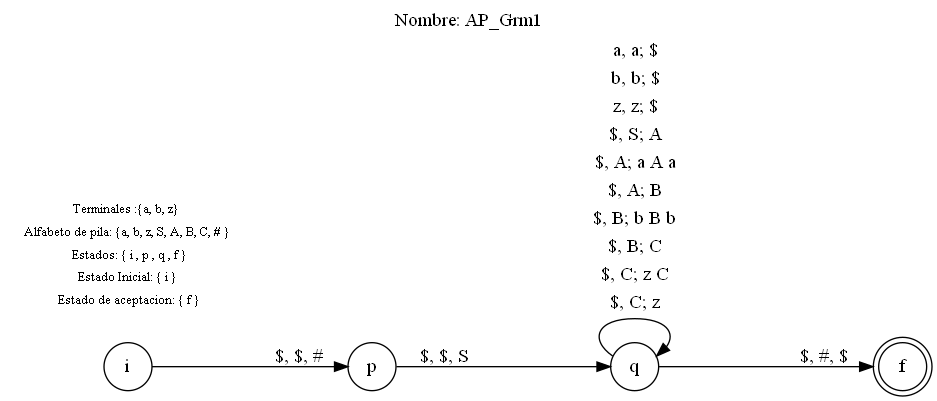 Nombre: AP_Grm1
a, a; $
b, b; $
z, z; $
$, S; A
$, A; a A a
$, A; B
$, B; b B b
$, B; C
$, C; z C
$, C; z
Terminales :{a, b, z}
Alfabeto de pila: {a, b, z, S, A, B, C, # }
Estados: { i , p , q , f }
Estado Inicial: { i }
Estado de aceptacion: { f }
i
$, $, #
p
$, $, S
q
$, #, $
f